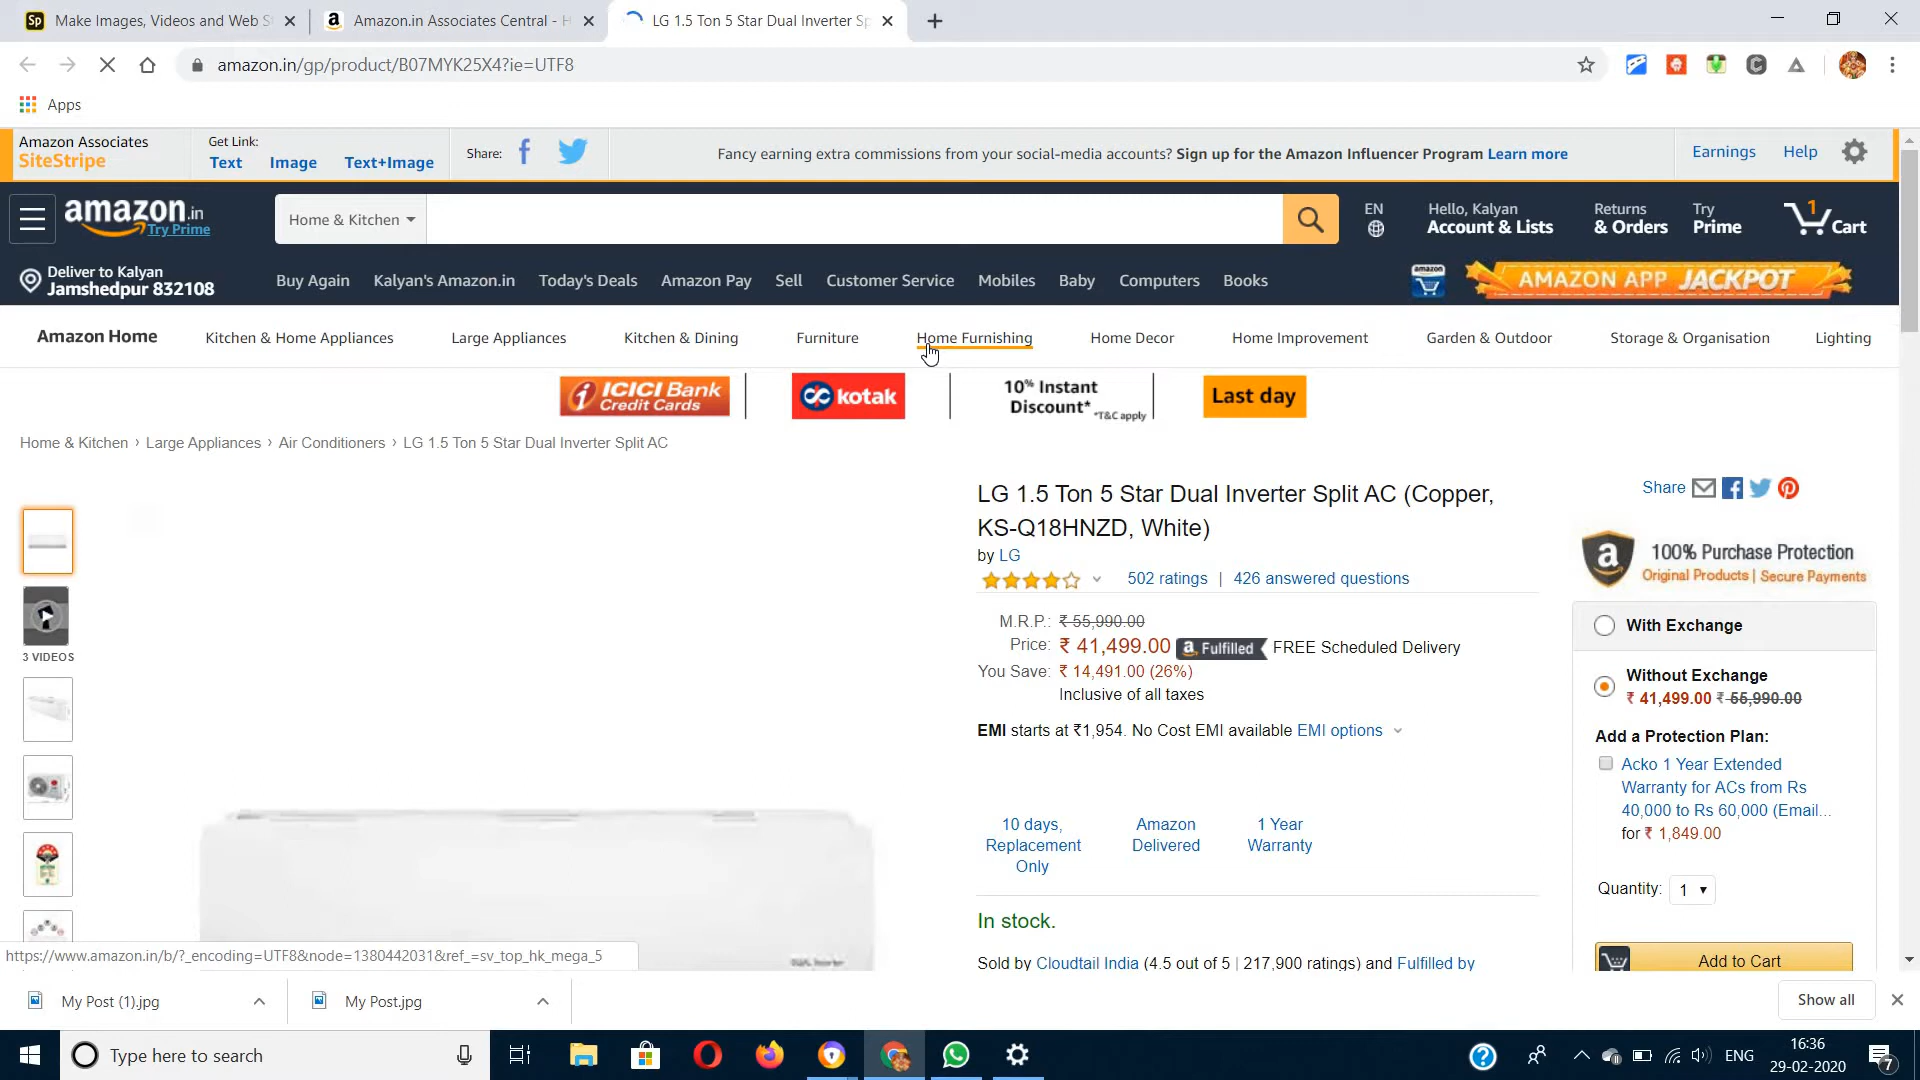 Make Images, Videos and Web S
Amazon.in Associates Central - H
LG 1.5 Ton 5 Star Dual Inverter Sp
amazon.in/gp/product/B07MYK25X4?ie=UTF8
Apps
Amazon Associates
SiteStripe
Get Link:
Text Image Text+Image
Share:
Fancy earning extra commissions from your social-media accounts? Sign up for the Amazon Influencer Program Learn more
Earnings Help
amazon.in
Try Prime
Home & Kitchen
EN
Hello, Kalyan
Account & Lists
Returns
& Orders
Try
Prime
1
Cart
Deliver to Kalyan
Jamshedpur 832108
Buy Again Kalyan's Amazon.in Today's Deals Amazon Pay Sell Customer Service Mobiles Baby Computers Books
amazon
AMAZON APP JACKPOT
Amazon Home Kitchen & Home Appliances Large Appliances Kitchen & Dining Furniture Home Furnishing Home Decor Home Improvement Garden & Outdoor Storage & Organisation Lighting
ICICI Bank
Credit Cards
kotak
10% Instant
Discount* *T&C apply
Last day
Home & Kitchen › Large Appliances › Air Conditioners › LG 1.5 Ton 5 Star Dual Inverter Split AC
3 VIDEOS
LG 1.5 Ton 5 Star Dual Inverter Split AC (Copper,
KS-Q18HNZD, White)
by LG
502 ratings | 426 answered questions
M.R.P.: ₹ 55,990.00
Price: ₹ 41,499.00 a Fulfilled FREE Scheduled Delivery
You Save: ₹ 14,491.00 (26%)
Inclusive of all taxes
EMI starts at ₹1,954. No Cost EMI available EMI options
10 days,
Replacement
Only
Amazon
Delivered
1 Year
Warranty
In stock.
Sold by Cloudtail India (4.5 out of 5 | 217,900 ratings) and Fulfilled by
Share
a
100% Purchase Protection
Original Products | Secure Payments
With Exchange
Without Exchange
₹ 41,499.00 ₹ 55,990.00
Add a Protection Plan:
Acko 1 Year Extended
Warranty for ACs from Rs
40,000 to Rs 60,000 (Email...
for ₹ 1,849.00
Quantity: 1
Add to Cart
https://www.amazon.in/b/?_encoding=UTF8&node=1380442031&ref_=sv_top_hk_mega_5
My Post (1).jpg
My Post.jpg
Show all
Type here to search
ENG
16:36
29-02-2020
7